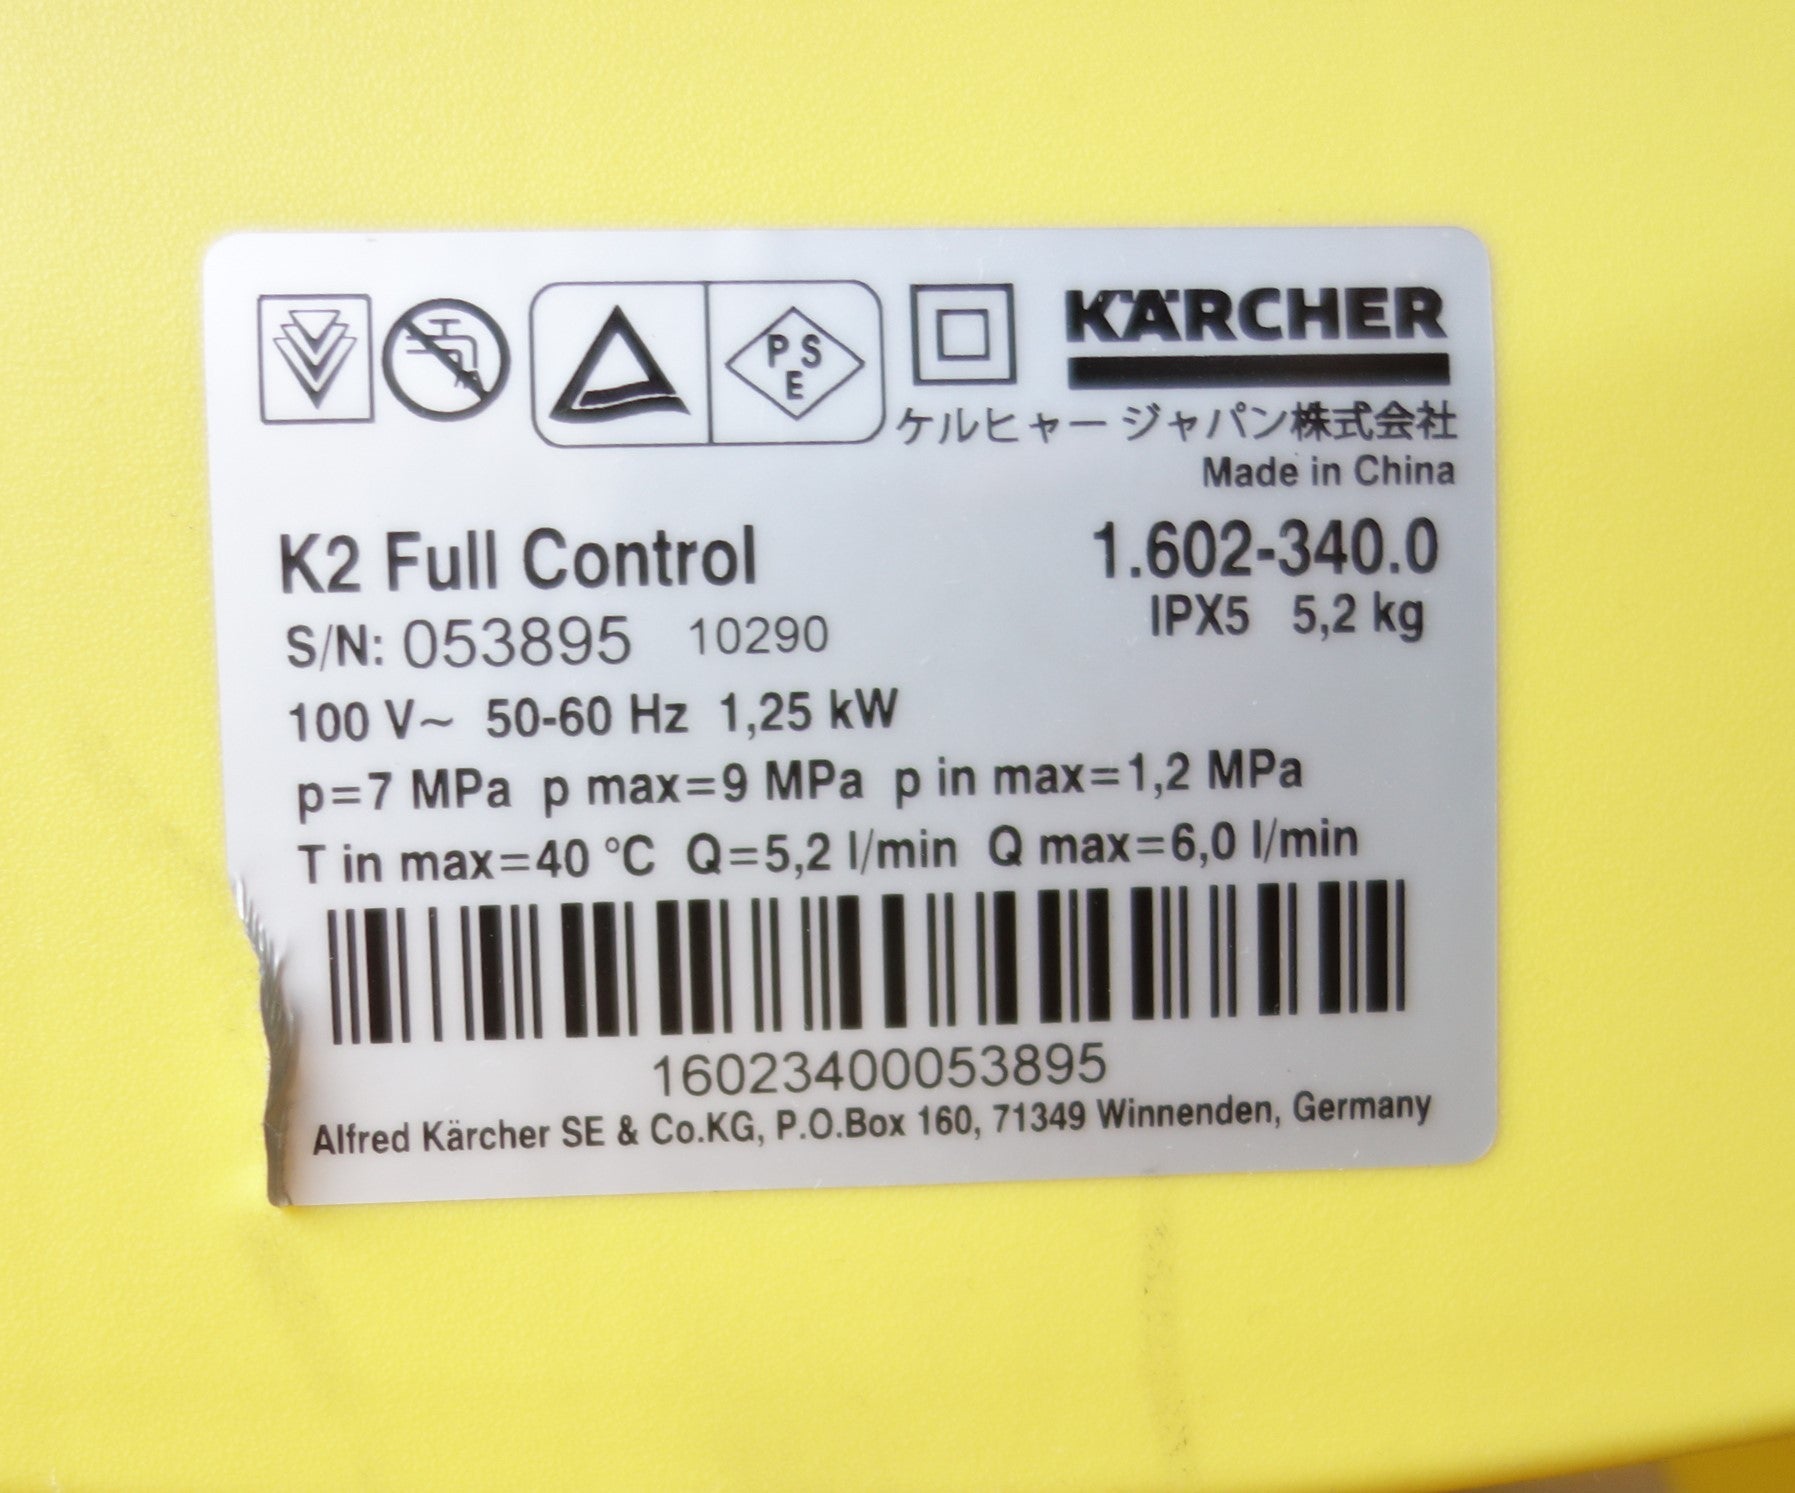 P S
E
KÄRCHER
ケルヒャー ジャパン株式会社
Made in China
K2 Full Control 1.602-340.0
S/N: 053895 10290 IPX5 5,2 kg
100 V~ 50-60 Hz 1,25 kW
p=7 MPa p max=9 MPa p in max=1,2 MPa
T in max=40 °C Q=5,2 l/min Q max=6,0 l/min
16023400053895
Alfred Kärcher SE & Co.KG, P.O.Box 160, 71349 Winnenden, Germany